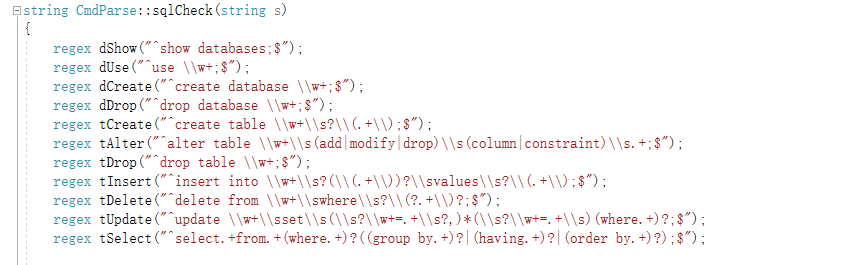 string CmdParse::sqlCheck(string s)
{
regex dShow("^show databases;$");
regex dUse("^use \\w+;$");
regex dCreate("^create database \\w+;$");
regex dDrop("^drop database \\w+;$");
regex tCreate("^create table \\w+\\s?\\(.+\\);$");
regex tAlter("^alter table \\w+\\s(add|modify|drop)\\s(column|constraint)\\s.+;$");
regex tDrop("^drop table \\w+;$");
regex tInsert("^insert into \\w+\\s?(\\(.+\\))?\\svalues\\s?\\(.+\\);$");
regex tDelete("^delete from \\w+\\swhere\\s?\\(?.+\\)?;$");
regex tUpdate("^update \\w+\\sset\\s(\\s?\\w+=.+\\s?,)*(\\s?\\w+=.+\\s)(where.+)?;$");
regex tSelect("^select.+from.+(where.+)?((group by.+)?|(having.+)?|(order by.+)?);$");